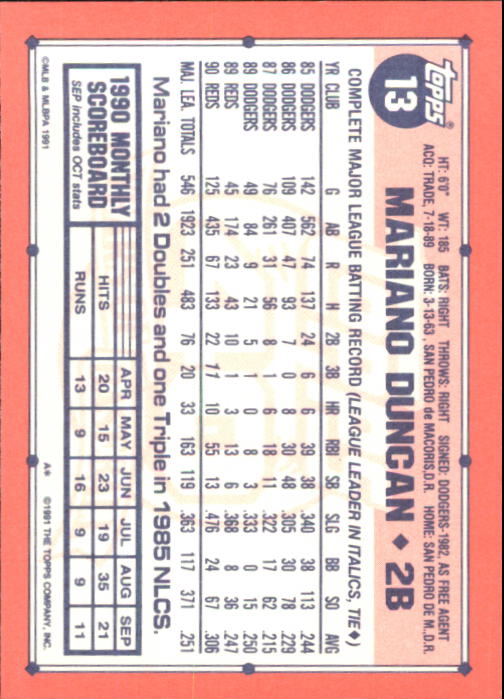 topps®
13
HT: 6'0" WT: 185 BATS: RIGHT THROWS: RIGHT SIGNED: DODGERS-1982, AS FREE AGENT
ACQ: TRADE, 7-18-89 BORN: 3-13-63, SAN PEDRO de MACORIS, D.R. HOME: SAN PEDRO DE M., D.R.
MARIANO DUNCAN ♦ 2B
COMPLETE MAJOR LEAGUE BATTING RECORD (LEAGUE LEADER IN ITALICS, TIE♦)
YR CLUB G AB R H 2B 3B HR RBI SB SLG BB SO AVG
85 DODGERS 142 562 74 137 24 6 6 39 38 .340 38 113 .244
86 DODGERS 109 407 47 93 7 0 8 30 48 .305 30 78 .229
87 DODGERS 76 261 31 56 8 1 6 18 11 .322 17 62 .215
89 DODGERS 49 84 9 21 5 1 0 8 3 .333 0 15 .250
89 REDS 45 174 23 43 10 1 3 13 6 .368 8 36 .247
90 REDS 125 435 67 133 22 11 10 55 13 .476 24 67 .306
MAJ. LEA. TOTALS 546 1923 251 483 76 20 33 163 119 .363 117 371 .251
Mariano had 2 Doubles and one Triple in 1985 NLCS.
1990 MONTHLY
SCOREBOARD
SEP includes OCT stats
APR MAY JUN JUL AUG SEP
HITS 20 15 23 19 35 21
RUNS 13 9 16 9 9 11
©MLB & MLBPA 1991 A* ©1991 THE TOPPS COMPANY, INC.